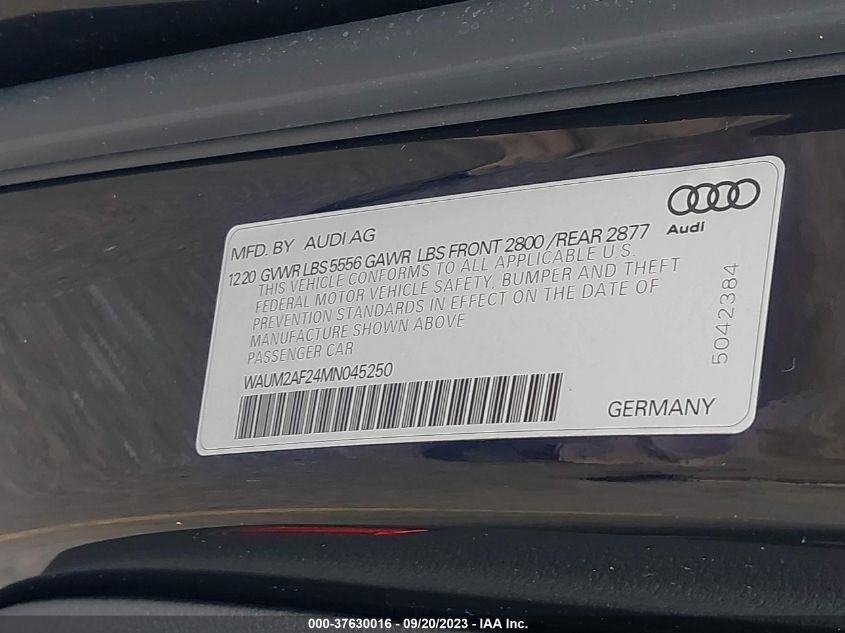 MFD. BY AUDI AG
Audi
1220 GVWR LBS 5556 GAWR LBS FRONT 2800 /REAR 2877
THIS VEHICLE CONFORMS TO ALL APPLICABLE U.S.
FEDERAL MOTOR VEHICLE SAFETY, BUMPER AND THEFT
PREVENTION STANDARDS IN EFFECT ON THE DATE OF
MANUFACTURE SHOWN ABOVE
PASSENGER CAR
WAUM2AF24MN045250
GERMANY
5042384
000-37630016 - 09/20/2023 - IAA Inc.